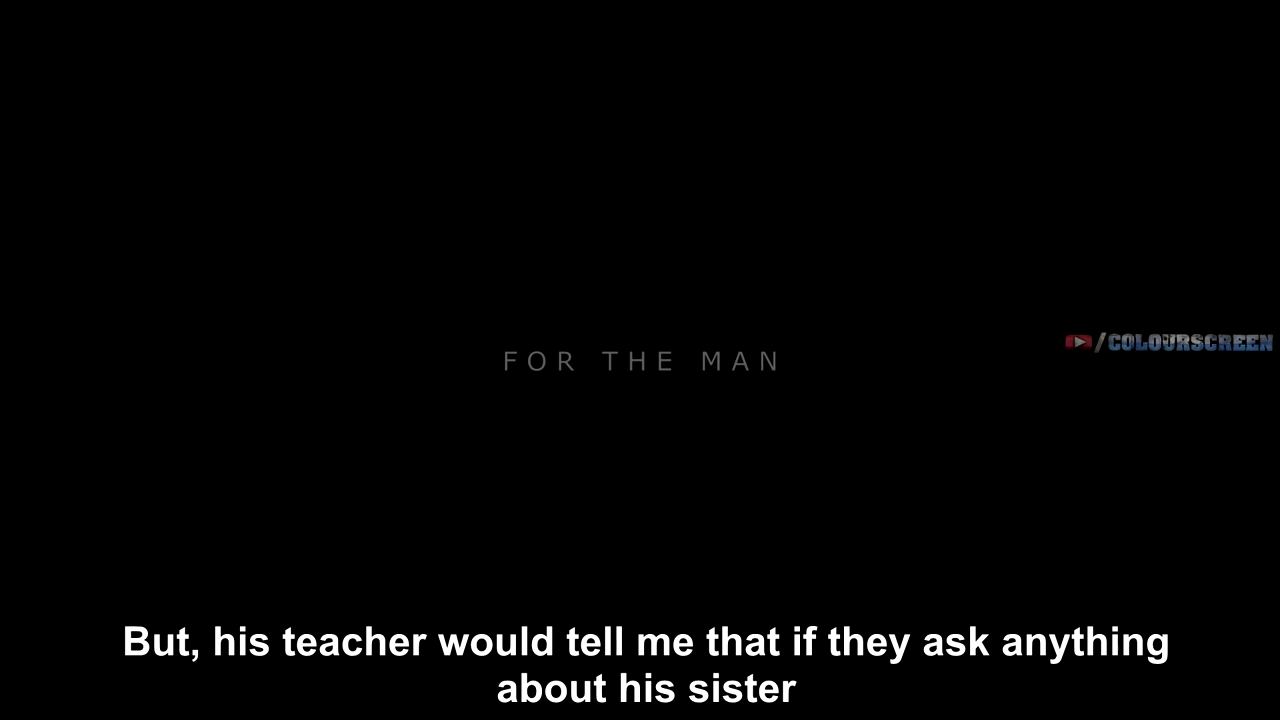 FOR THE MAN
/COLOURSCREEN
But, his teacher would tell me that if they ask anything
about his sister